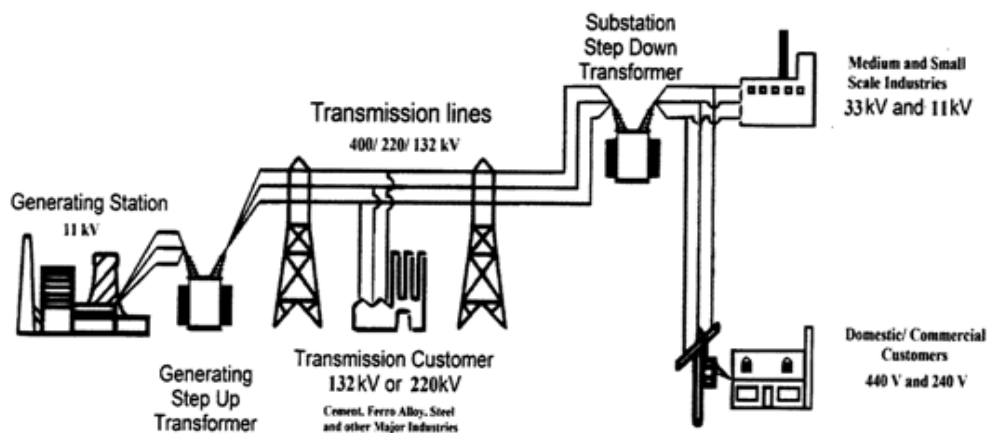 Substation
Step Down
Transformer
Medium and Small
Scale Industries
33kV and 11kV
Transmission lines
400/ 220/ 132 kV
Generating Station
11 kV
Transmission Customer
132kV or 220kV
Cement, Ferro Alloy, Steel
and other Major Industries
Generating
Step Up
Transformer
Domestic/ Commercial
Customers
440 V and 240 V